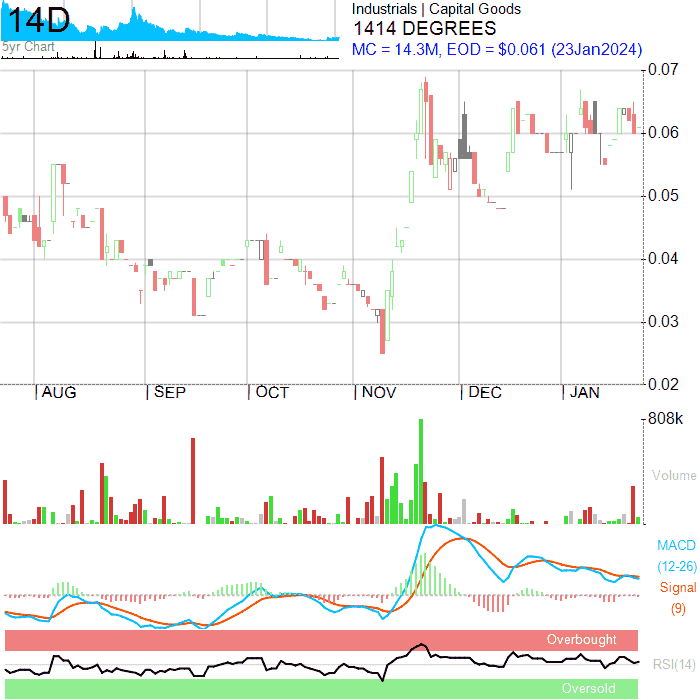 14D
5yr Chart
Industrials | Capital Goods
1414 DEGREES
MC = 14.3M, EOD = $0.061 (23Jan2024)
0.07
0.06
0.05
0.04
0.03
0.02
AUG
SEP
OCT
NOV
DEC
JAN
808k
Volume
MACD
(12-26)
Signal
(9)
Overbought
RSI(14)
Oversold